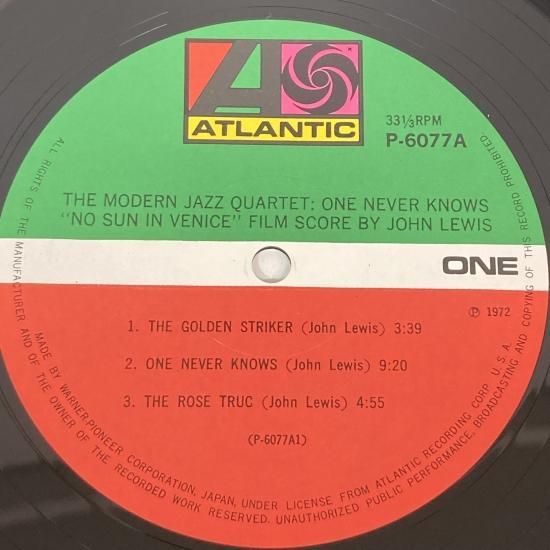 ATLANTIC
33⅓RPM
P-6077A
THE MODERN JAZZ QUARTET: ONE NEVER KNOWS
"NO SUN IN VENICE" FILM SCORE BY JOHN LEWIS
ONE
℗ 1972
1. THE GOLDEN STRIKER (John Lewis) 3:39
2. ONE NEVER KNOWS (John Lewis) 9:20
3. THE ROSE TRUC (John Lewis) 4:55
(P-6077A1)
ALL RIGHTS OF THE MANUFACTURER AND OF THE OWNER OF THE RECORDED WORK RESERVED. UNAUTHORIZED PUBLIC PERFORMANCE, BROADCASTING AND COPYING OF THIS RECORD PROHIBITED.
MADE BY WARNER-PIONEER CORPORATION, JAPAN, UNDER LICENSE FROM ATLANTIC RECORDING CORP. U. S. A.